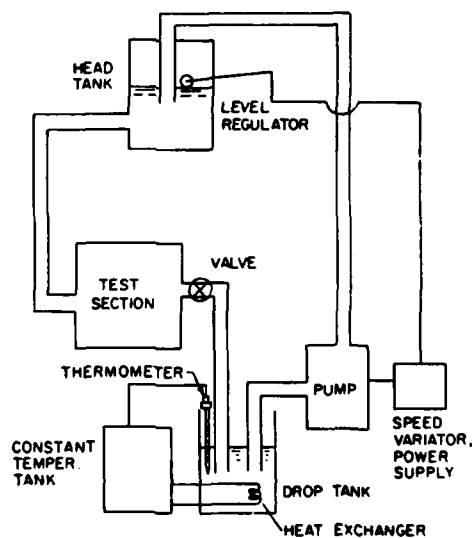 HEAD
TANK
LEVEL
REGULATOR
TEST
SECTION
VALVE
THERMOMETER
PUMP
SPEED
VARIATOR,
POWER
SUPPLY
CONSTANT
TEMPER.
TANK
DROP TANK
HEAT EXCHANGER